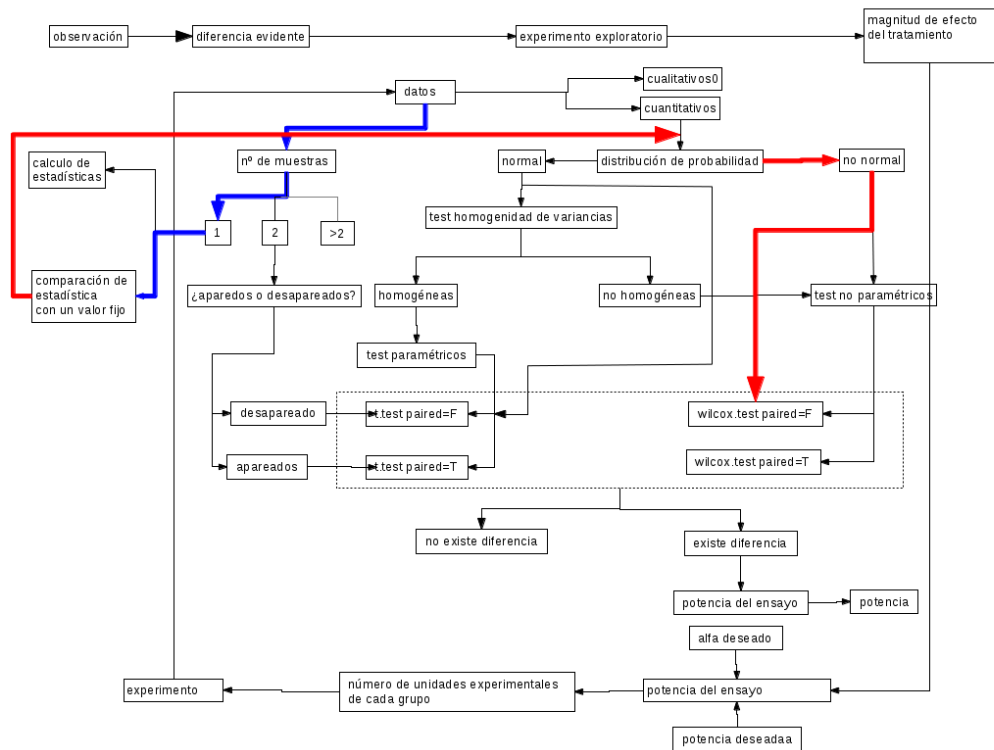 observación
diferencia evidente
experimento exploratorio
magnitud de efecto
del tratamiento
datos
cualitativos0
cuantitativos
calculo de
estadísticas
nº de muestras
normal
distribución de probabilidad
no normal
test homogenidad de variancias
1
2
>2
comparación de
estadística
con un valor fijo
¿aparedos o desapareados?
homogéneas
no homogéneas
test no paramétricos
test paramétricos
desapareado
t.test paired=F
wilcox.test paired=F
apareados
t.test paired=T
wilcox.test paired=T
no existe diferencia
existe diferencia
potencia del ensayo
potencia
alfa deseado
experimento
número de unidades experimentales
de cada grupo
potencia del ensayo
potencia deseadaa